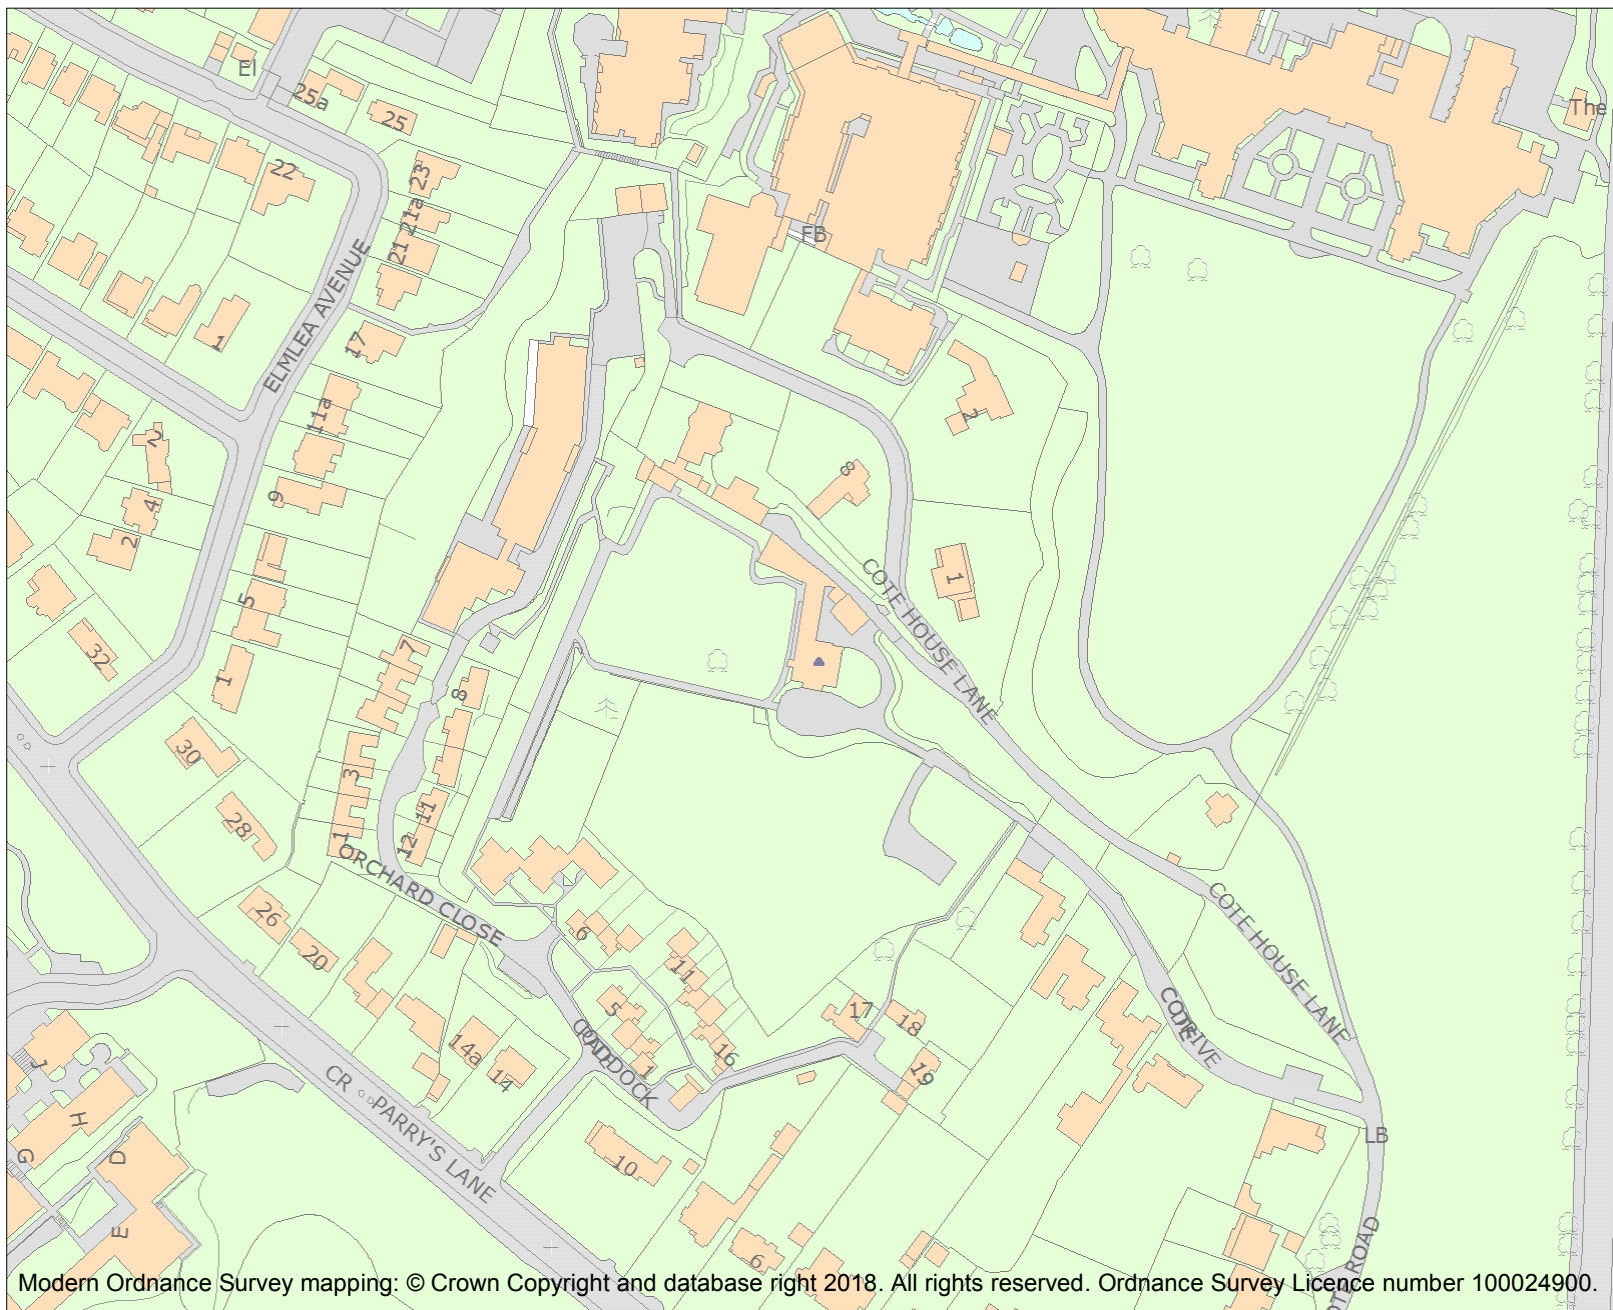 El
25a
25
The
22
23
21a
21
FB
ELMLEA AVENUE
1
17
11a
2
2
8
9
4
2
1
5
COTE HOUSE LANE
32
7
1
8
30
3
11
28
1
12
ORCHARD CLOSE
COTE HOUSE LANE
26
6
20
11
5
17
18
COTE
DRIVE
14a
16
1
19
14
PADDOCK
J
CR
PARRY'S LANE
H
LB
G
D
10
E
6
ROAD
Modern Ordnance Survey mapping: © Crown Copyright and database right 2018. All rights reserved. Ordnance Survey Licence number 100024900.